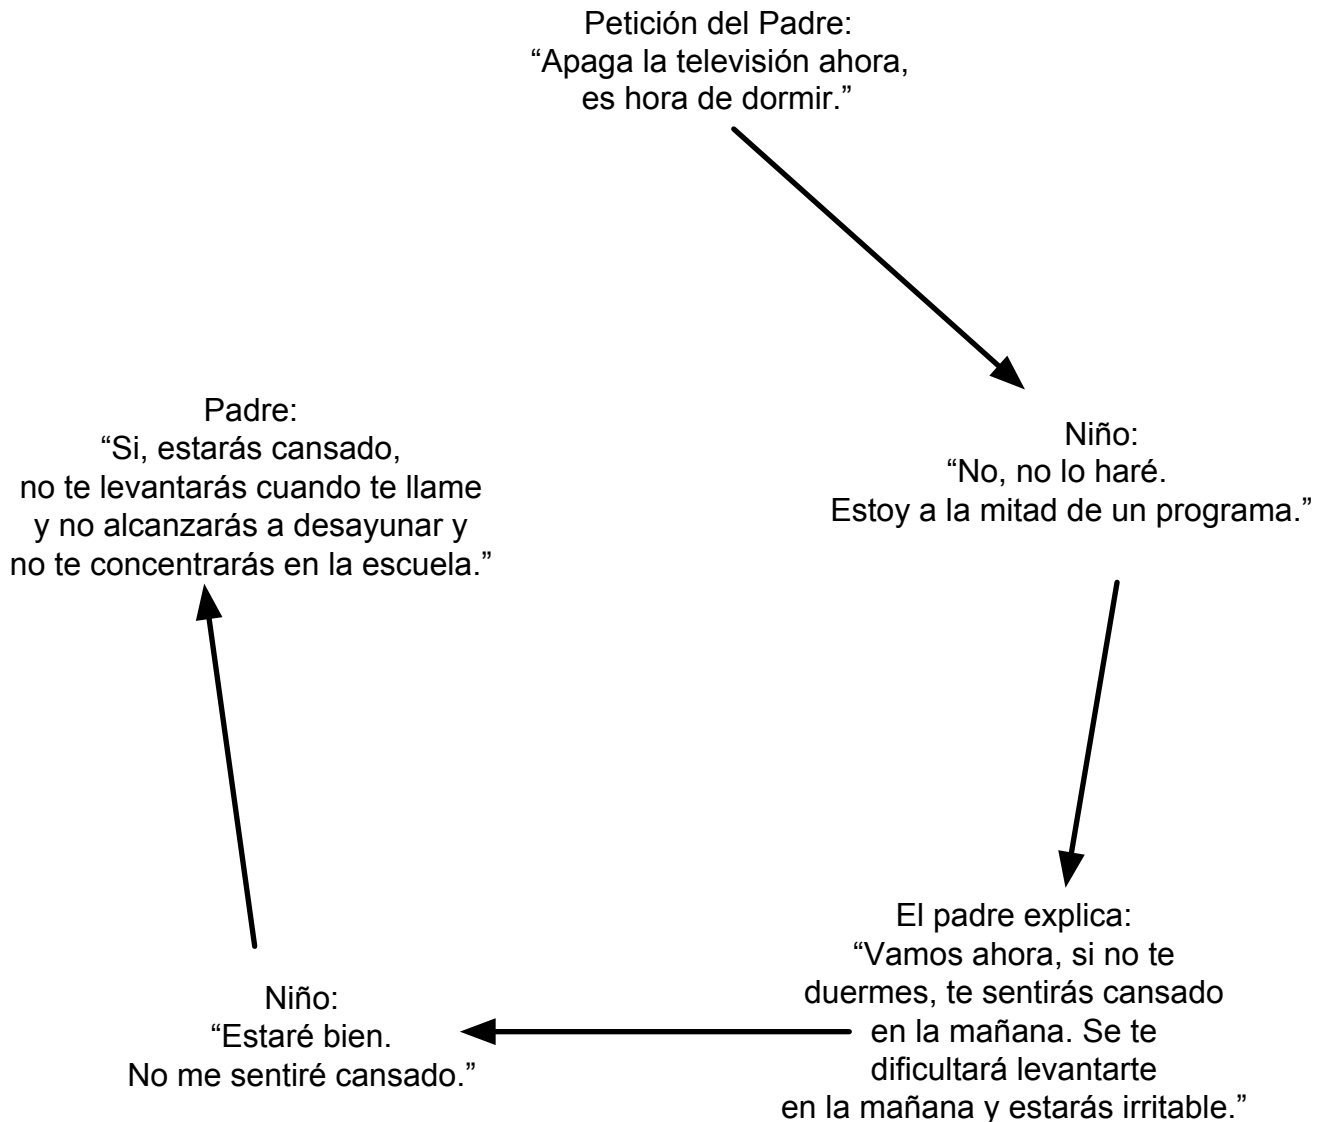 Petición del Padre:
“Apaga la televisión ahora,
es hora de dormir.”
Niño:
“No, no lo haré.
Estoy a la mitad de un programa.”
El padre explica:
“Vamos ahora, si no te
duermes, te sentirás cansado
en la mañana. Se te
dificultará levantarte
en la mañana y estarás irritable.”
Niño:
“Estaré bien.
No me sentiré cansado.”
Padre:
“Si, estarás cansado,
no te levantarás cuando te llame
y no alcanzarás a desayunar y
no te concentrarás en la escuela.”